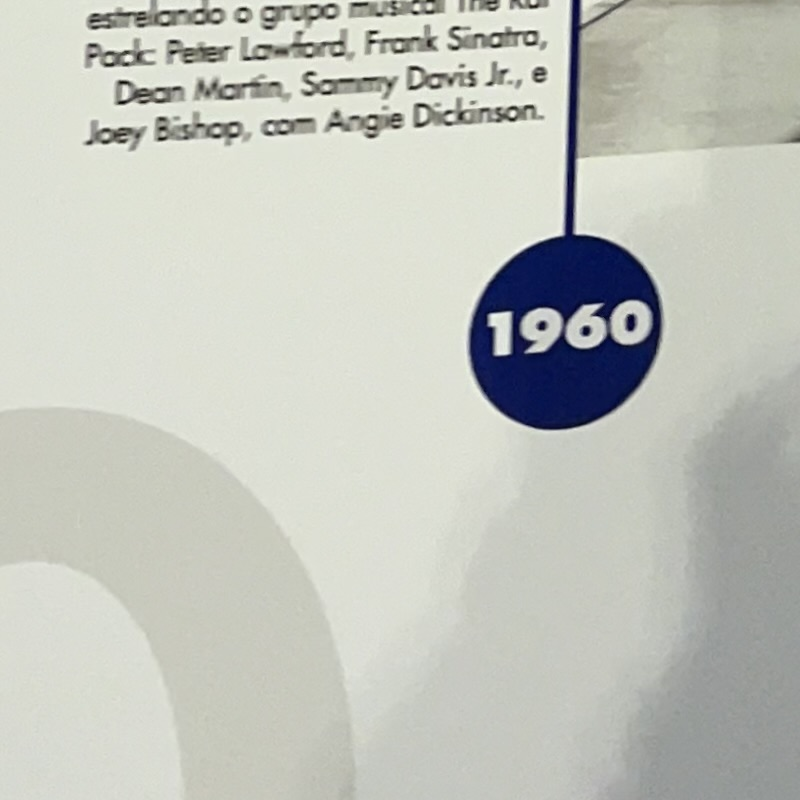 estrelando o grupo musical The Rat
Pack: Peter Lawford, Frank Sinatra,
Dean Martin, Sammy Davis Jr., e
Joey Bishop, com Angie Dickinson.
1960